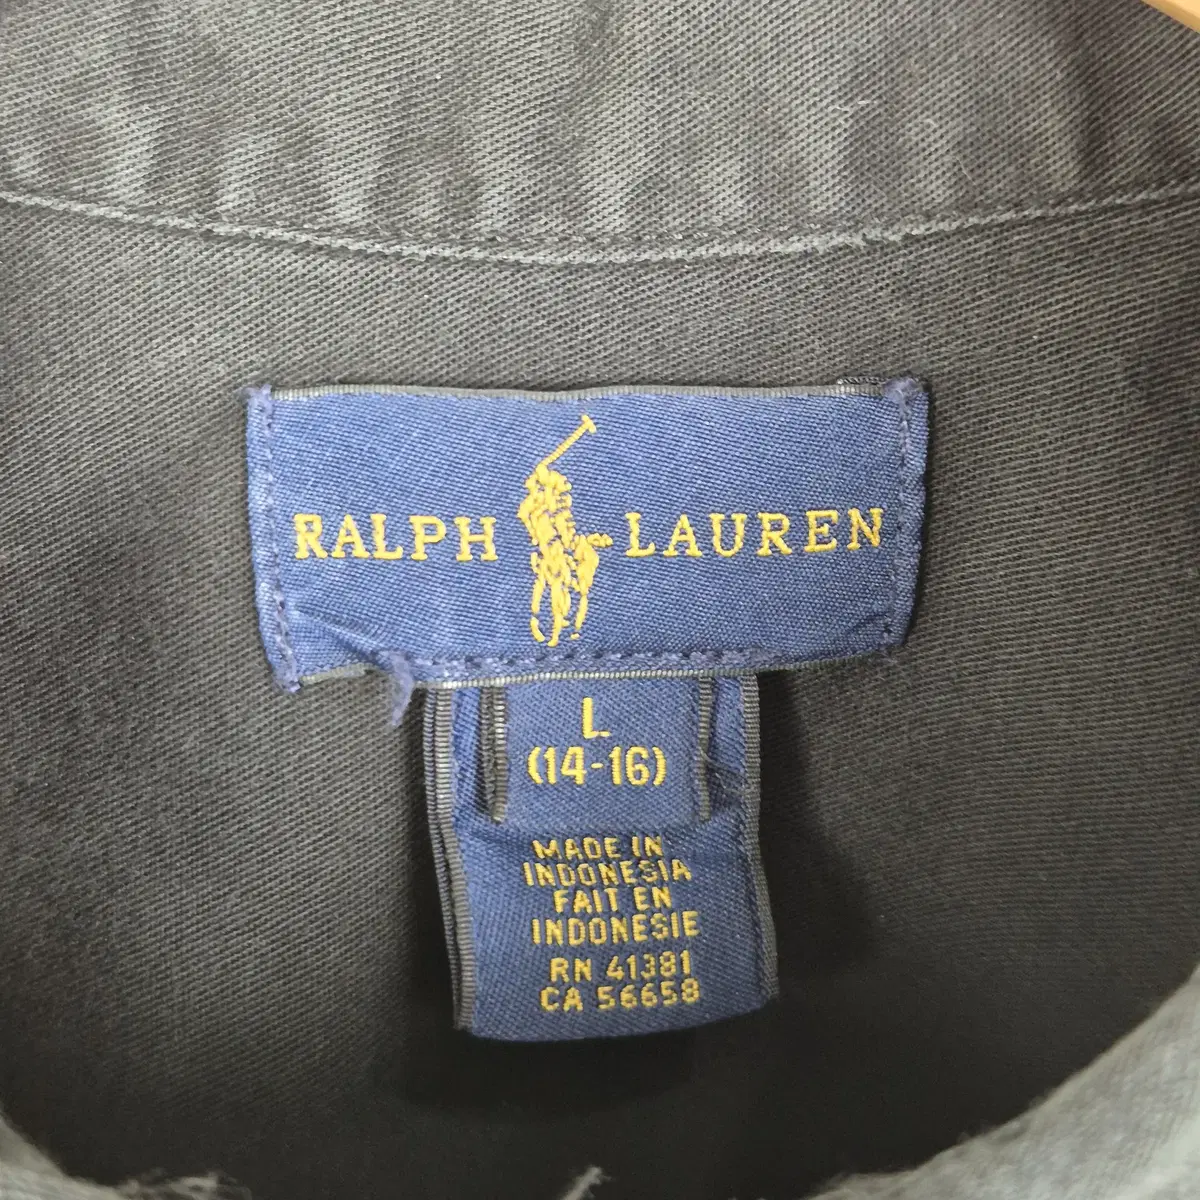 RALPH LAUREN
L
(14-16)
MADE IN
INDONESIA
FAIT EN
INDONESIE
RN 41381
CA 56658